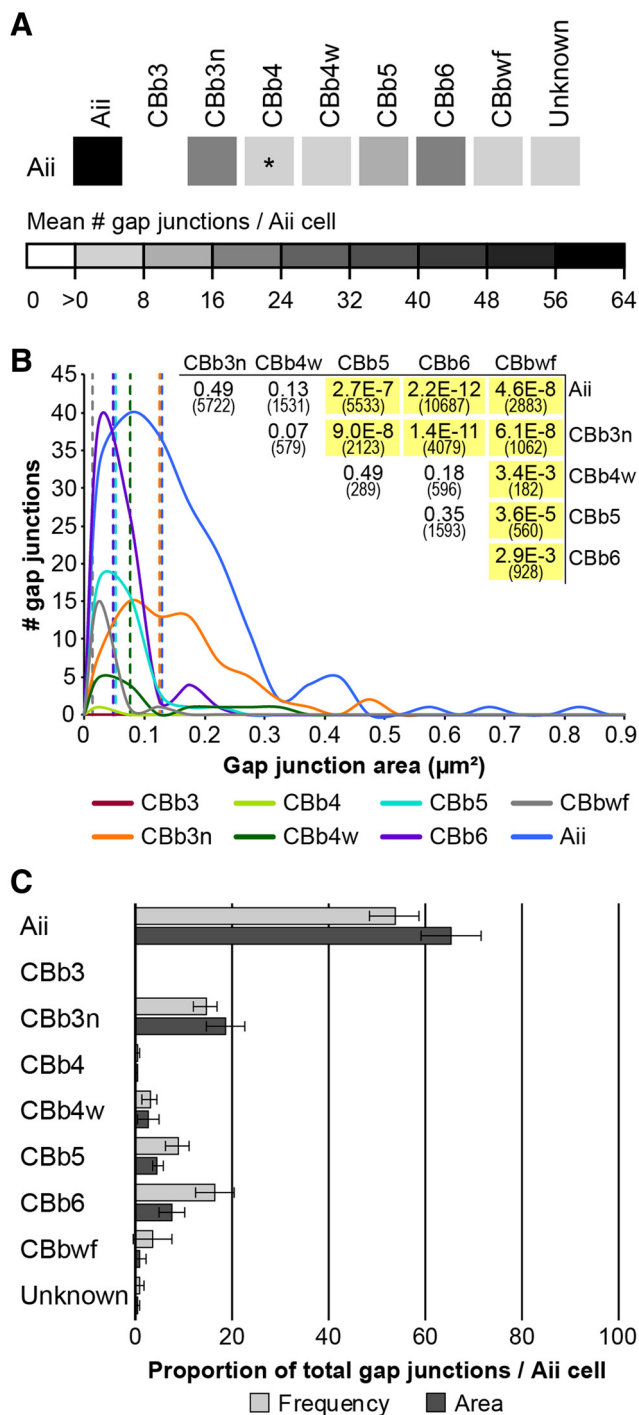 A
Aii CBb3 CBb3n CBb4 CBb4w CBb5 CBb6 CBbwf Unknown
Aii *
Mean # gap junctions / Aii cell
0 >0 8 16 24 32 40 48 56 64
B
# gap junctions
45
40
35
30
25
20
15
10
5
0
CBb3n CBb4w CBb5 CBb6 CBbwf
0.49 0.13 2.7E-7 2.2E-12 4.6E-8 Aii
(5722) (1531) (5533) (10687) (2883)
0.07 9.0E-8 1.4E-11 6.1E-8 CBb3n
(579) (2123) (4079) (1062)
0.49 0.18 3.4E-3 CBb4w
(289) (596) (182)
0.35 3.6E-5 CBb5
(1593) (560)
2.9E-3 CBb6
(928)
0 0.1 0.2 0.3 0.4 0.5 0.6 0.7 0.8 0.9
Gap junction area (µm²)
CBb3 CBb4 CBb5 CBbwf
CBb3n CBb4w CBb6 Aii
C
Aii
CBb3
CBb3n
CBb4
CBb4w
CBb5
CBb6
CBbwf
Unknown
0 20 40 60 80 100
Proportion of total gap junctions / Aii cell
Frequency Area